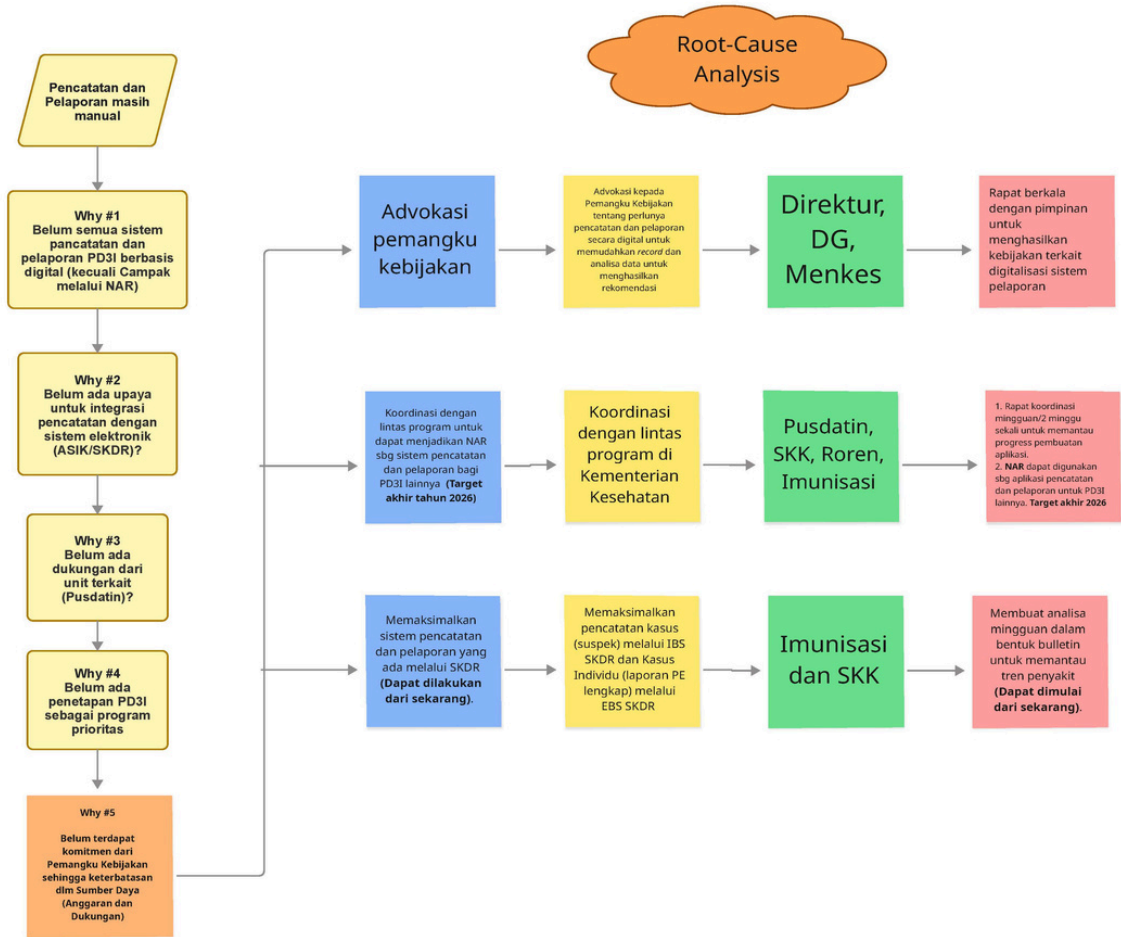 Root-Cause
Analysis
Pencatatan dan
Pelaporan masih
manual
Why #1
Belum semua sistem
pancatatan dan
pelaporan PD3I berbasis
digital (kecuali Campak
melalui NAR)
Why #2
Belum ada upaya
untuk integrasi
pencatatan dengan
sistem elektronik
(ASIK/SKDR)?
Why #3
Belum ada
dukungan dari
unit terkait
(Pusdatin)?
Why #4
Belum ada
penetapan PD3I
sebagai program
prioritas
Why #5
Belum terdapat
komitmen dari
Pemangku Kebijakan
sehingga keterbatasan
dlm Sumber Daya
(Anggaran dan
Dukungan)
Advokasi
pemangku
kebijakan
Advokasi kepada
Pemangku Kebijakan
tentang perlunya
pencatatan dan pelaporan
secara digital untuk
memudahkan record dan
analisa data untuk
menghasilkan
rekomendasi
Direktur,
DG,
Menkes
Rapat berkala
dengan pimpinan
untuk
menghasilkan
kebijakan terkait
digitalisasi sistem
pelaporan
Koordinasi dengan
lintas program untuk
dapat menjadikan NAR
sbg sistem pencatatan
dan pelaporan bagi
PD3I lainnya (Target
akhir tahun 2026)
Koordinasi
dengan lintas
program di
Kementerian
Kesehatan
Pusdatin,
SKK, Roren,
Imunisasi
1. Rapat koordinasi
mingguan/2 minggu
sekali untuk memantau
progress pembuatan
aplikasi.
2. NAR dapat digunakan
sbg aplikasi pencatatan
dan pelaporan untuk PD3I
lainnya. Target akhir 2026
Memaksimalkan
sistem pencatatan
dan pelaporan yang
ada melalui SKDR
(Dapat dilakukan
dari sekarang).
Memaksimalkan
pencatatan kasus
(suspek) melalui IBS
SKDR dan Kasus
Individu (laporan PE
lengkap) melalui
EBS SKDR
Imunisasi
dan SKK
Membuat analisa
mingguan dalam
bentuk bulletin
untuk memantau
tren penyakit
(Dapat dimulai
dari sekarang).